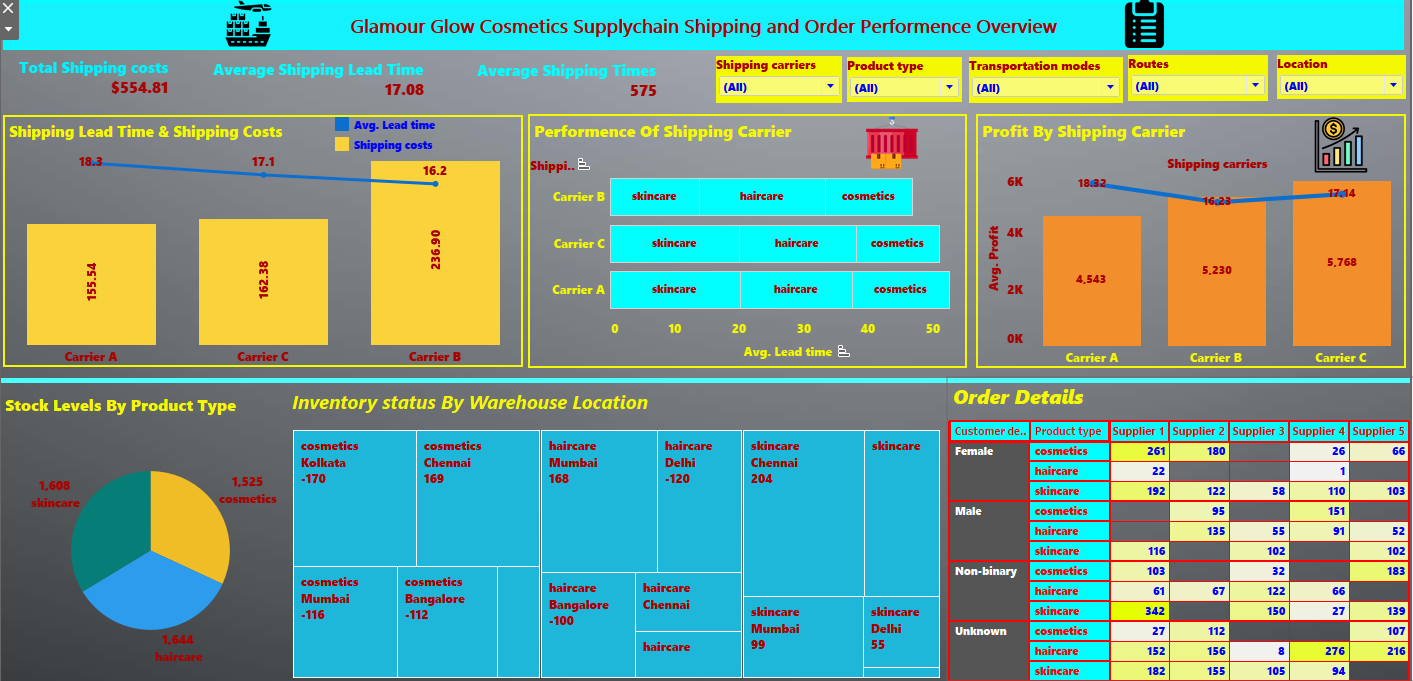 Glamour Glow Cosmetics Supplychain Shipping and Order Performence Overview
Total Shipping costs
$554.81
Average Shipping Lead Time
17.08
Average Shipping Times
575
Shipping carriers
(All)
Product type
(All)
Transportation modes
(All)
Routes
(All)
Location
(All)
Shipping Lead Time & Shipping Costs
Avg. Lead time
Shipping costs
18.3
17.1
16.2
155.54
162.38
236.90
Carrier A
Carrier C
Carrier B
Performence Of Shipping Carrier
Shippi..
Carrier B
skincare
haircare
cosmetics
Carrier C
skincare
haircare
cosmetics
Carrier A
skincare
haircare
cosmetics
0
10
20
30
40
50
Avg. Lead time
Profit By Shipping Carrier
Shipping carriers
Avg. Profit
6K
4K
2K
0K
18.32
16.23
17.14
4,543
5,230
5,768
Carrier A
Carrier B
Carrier C
Stock Levels By Product Type
1,608
skincare
1,525
cosmetics
1,644
haircare
Inventory status By Warehouse Location
cosmetics
Kolkata
-170
cosmetics
Chennai
169
cosmetics
Mumbai
-116
cosmetics
Bangalore
-112
haircare
Mumbai
168
haircare
Delhi
-120
haircare
Bangalore
-100
haircare
Chennai
haircare
skincare
Chennai
204
skincare
skincare
Mumbai
99
skincare
Delhi
55
Order Details
Customer de.. Product type Supplier 1 Supplier 2 Supplier 3 Supplier 4 Supplier 5
Female cosmetics 261 180 26 66
haircare 22 1
skincare 192 122 58 110 103
Male cosmetics 95 151
haircare 135 55 91 52
skincare 116 102 102
Non-binary cosmetics 103 32 183
haircare 61 67 122 66
skincare 342 150 27 139
Unknown cosmetics 27 112 107
haircare 152 156 8 276 216
skincare 182 155 105 94